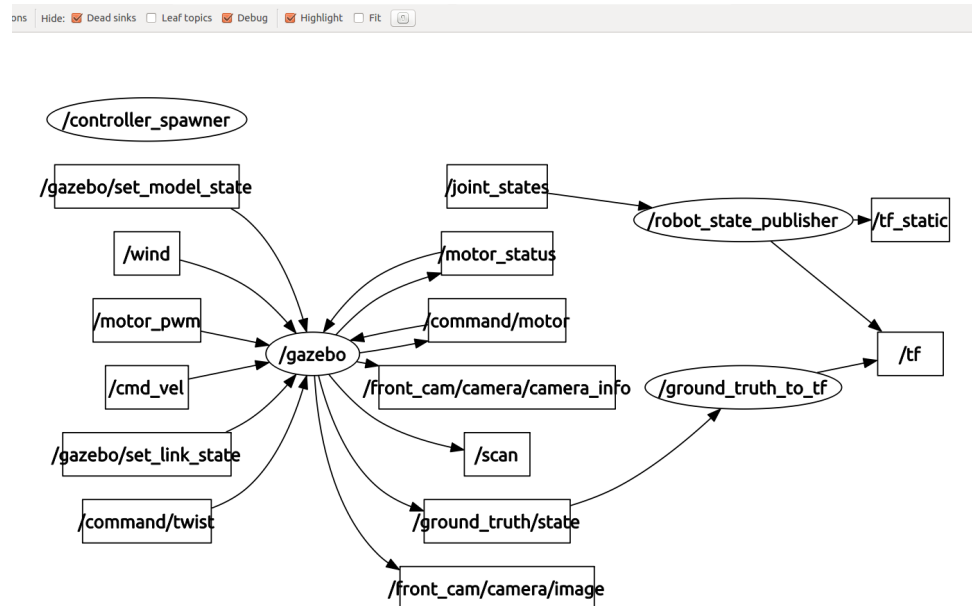 ons Hide: Dead sinks Leaf topics Debug Highlight Fit
/controller_spawner
/gazebo/set_model_state
/joint_states
/robot_state_publisher
/tf_static
/wind
/motor_status
/motor_pwm
/command/motor
/gazebo
/tf
/cmd_vel
/front_cam/camera/camera_info
/ground_truth_to_tf
/gazebo/set_link_state
/scan
/command/twist
/ground_truth/state
/front_cam/camera/image